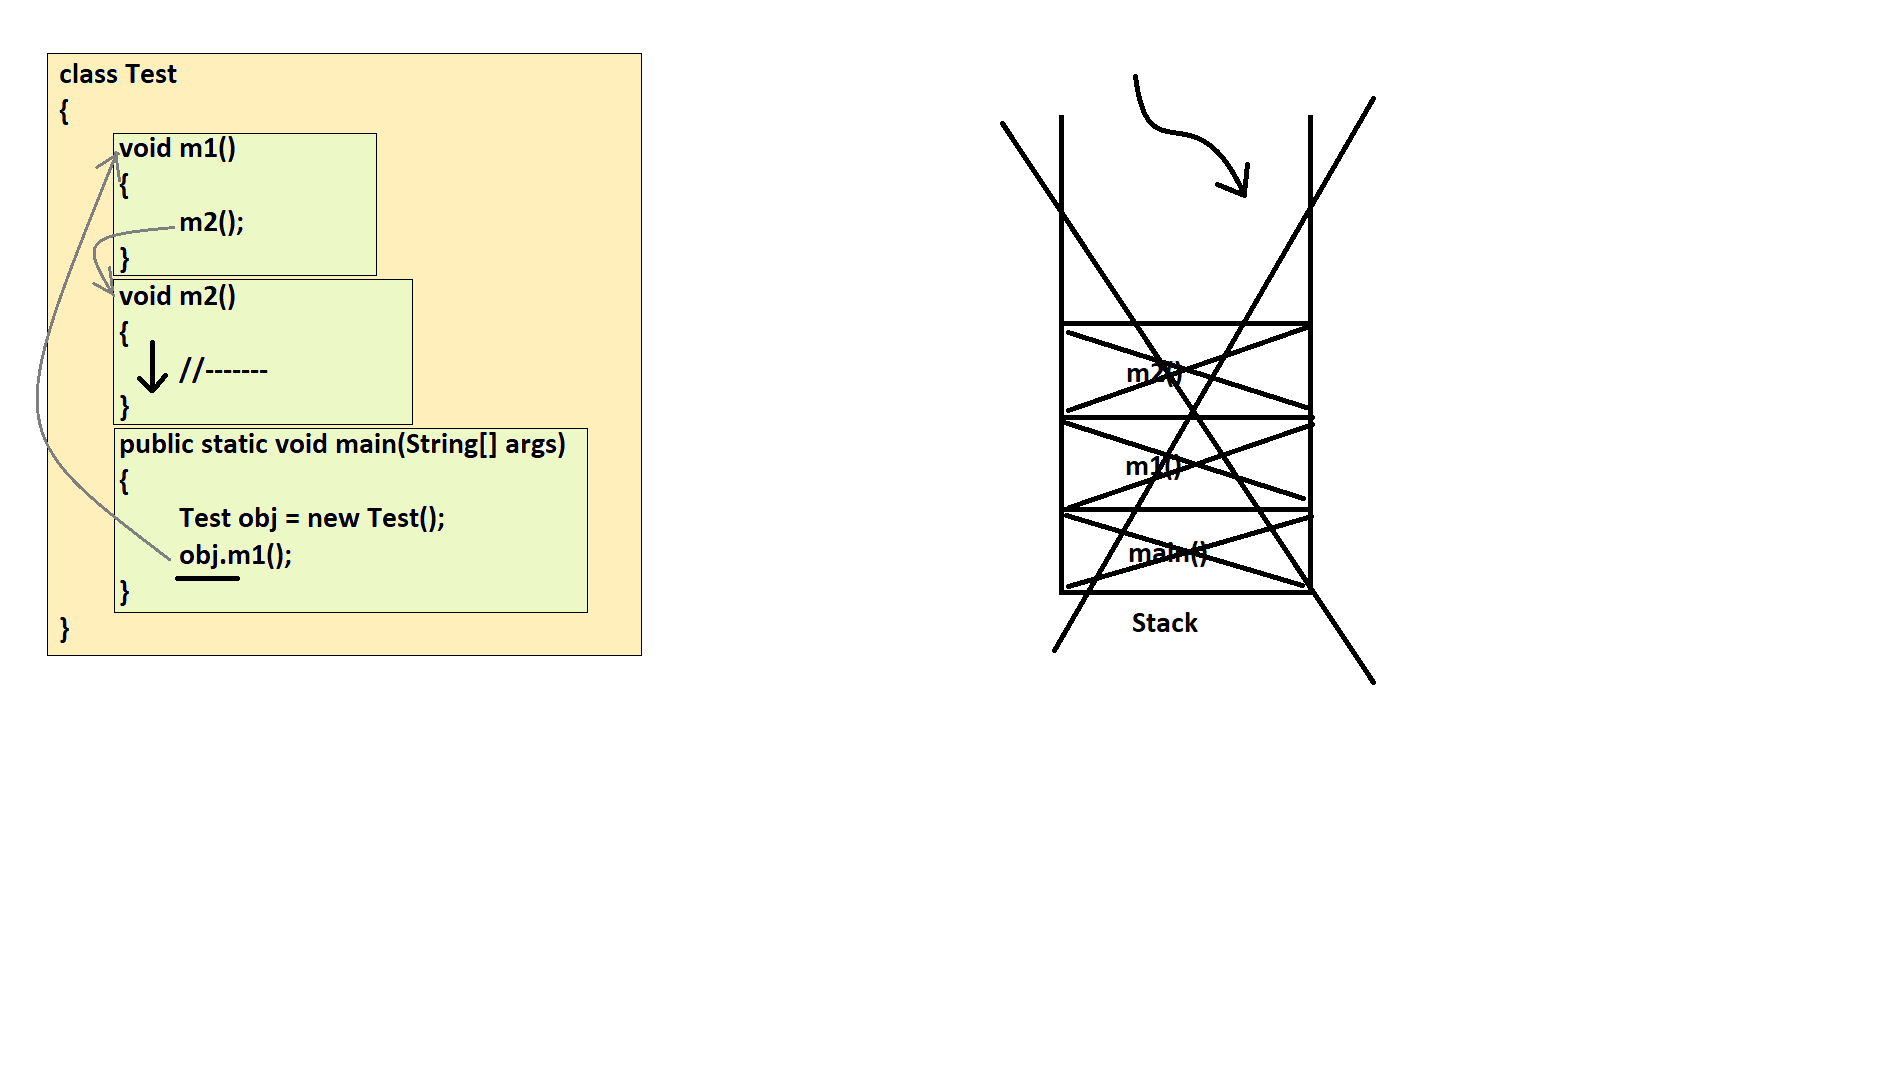 class Test
{
void m1()
{
m2();
}
void m2()
{
//-------
}
public static void main(String[] args)
{
Test obj = new Test();
obj.m1();
}
}
m2()
m1()
main()
Stack